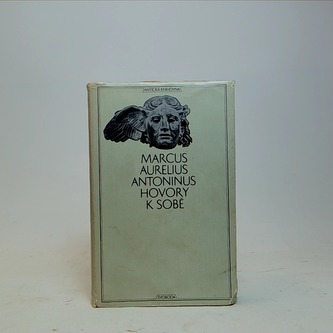 ANTICKÁ KNIHOVNA
MARCUS
AURELIUS
ANTONINUS
HOVORY
K SOBĚ
SVOBODA